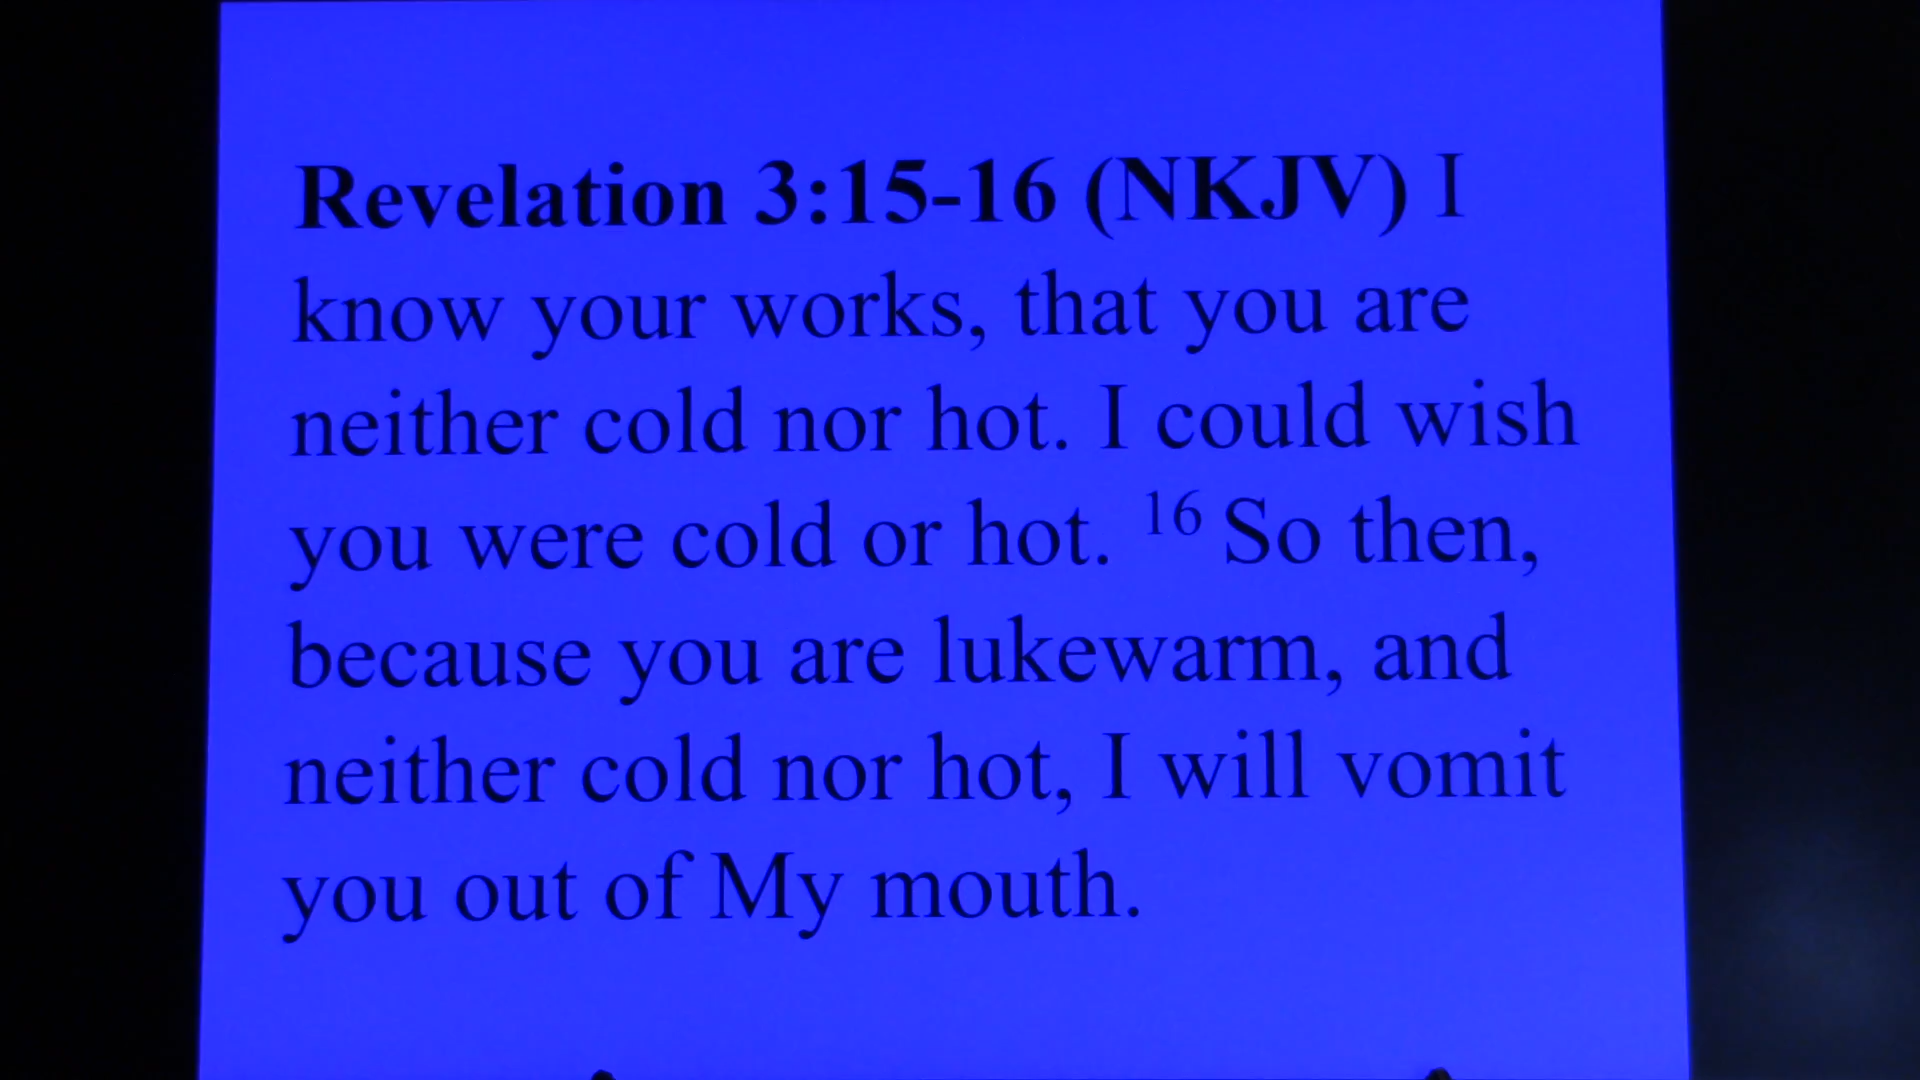 Revelation 3:15-16 (NKJV) I
know your works, that you are
neither cold nor hot. I could wish
you were cold or hot. 16 So then,
because you are lukewarm, and
neither cold nor hot, I will vomit
you out of My mouth.